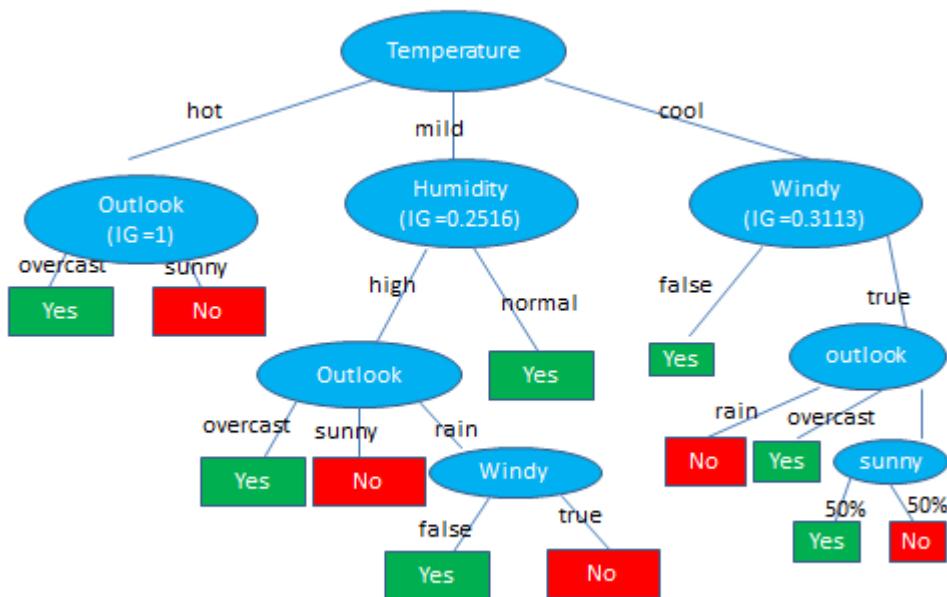 Temperature
hot
mild
cool
Outlook
(IG =1)
Humidity
(IG =0.2516)
Windy
(IG =0.3113)
overcast
sunny
high
normal
false
true
Yes
No
Outlook
Yes
Yes
outlook
overcast
sunny
rain
rain
overcast
Yes
No
Windy
No
Yes
sunny
false
true
50%
50%
Yes
No
Yes
No